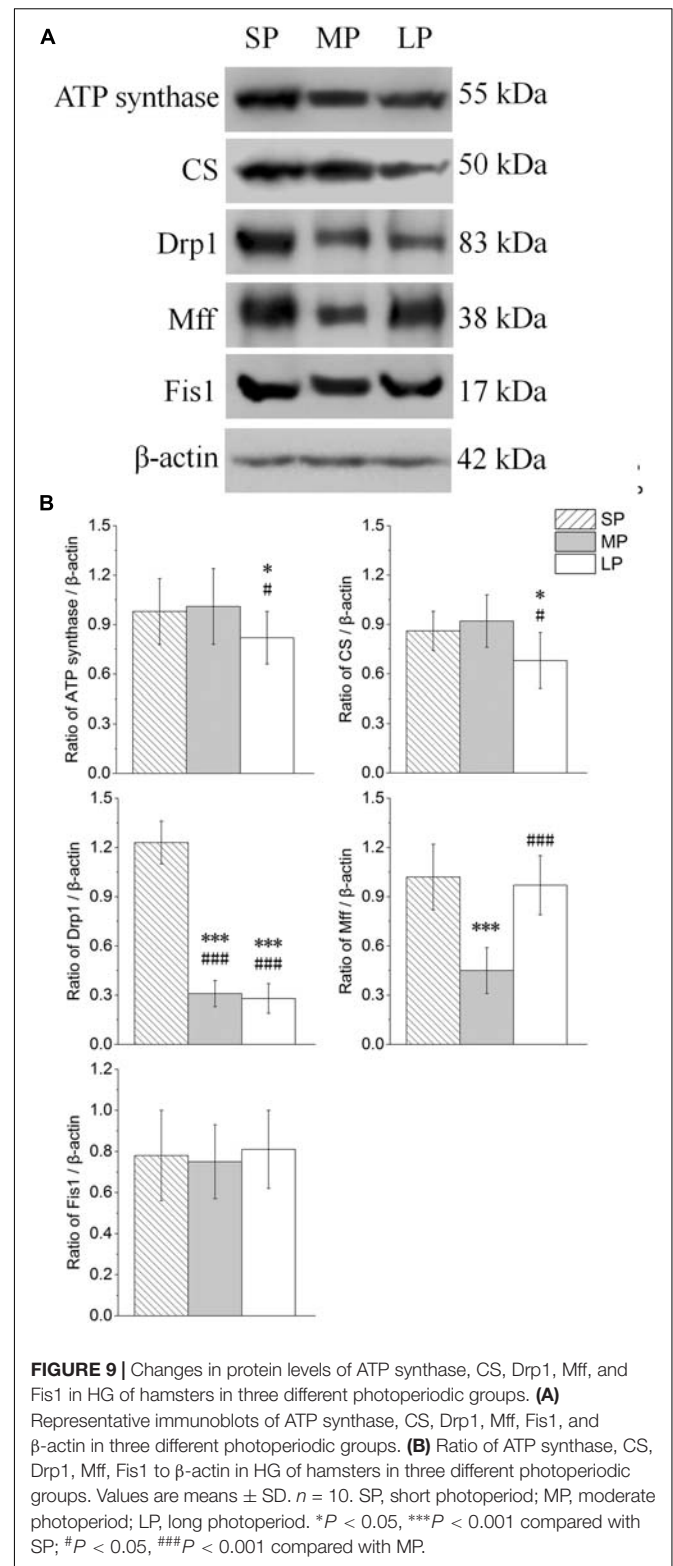 A
SP MP LP
ATP synthase 55 kDa
CS 50 kDa
Drp1 83 kDa
Mff 38 kDa
Fis1 17 kDa
β-actin 42 kDa
B
SP
MP
LP
Ratio of ATP synthase / β-actin
1.5
1.2
0.9
0.6
0.3
0.0
*
#
Ratio of CS / β-actin
1.5
1.2
0.9
0.6
0.3
0.0
*
#
Ratio of Drp1 / β-actin
1.5
1.2
0.9
0.6
0.3
0.0
***
###
***
###
Ratio of Mff / β-actin
1.5
1.2
0.9
0.6
0.3
0.0
***
###
Ratio of Fis1 / β-actin
1.2
1.0
0.8
0.6
0.4
0.2
0.0
FIGURE 9 | Changes in protein levels of ATP synthase, CS, Drp1, Mff, and
Fis1 in HG of hamsters in three different photoperiodic groups. (A)
Representative immunoblots of ATP synthase, CS, Drp1, Mff, Fis1, and
β-actin in three different photoperiodic groups. (B) Ratio of ATP synthase, CS,
Drp1, Mff, Fis1 to β-actin in HG of hamsters in three different photoperiodic
groups. Values are means ± SD. n = 10. SP, short photoperiod; MP, moderate
photoperiod; LP, long photoperiod. *P < 0.05, ***P < 0.001 compared with
SP; #P < 0.05, ###P < 0.001 compared with MP.